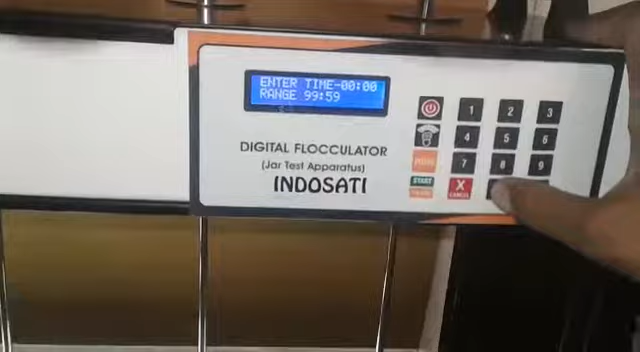 ENTER TIME-00:00
RANGE 99:59
DIGITAL FLOCCULATOR
(Jar Test Apparatus)
INDOSATI
1 2 3
4 5 6
7 8 9
START
X
CANCEL